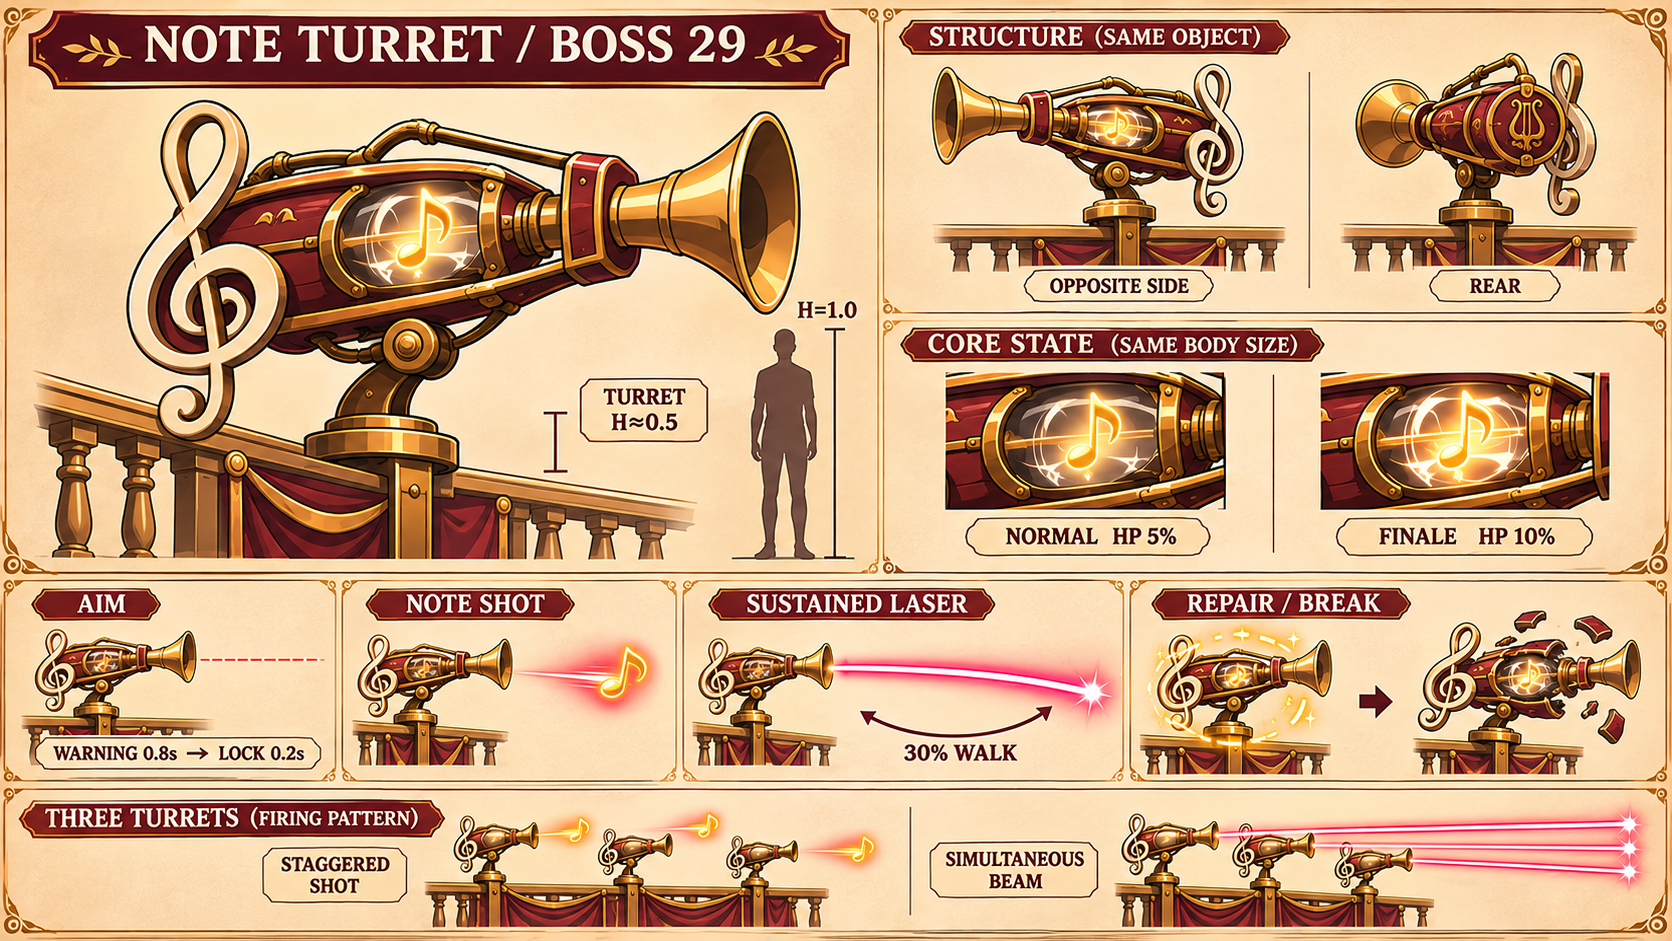 NOTE TURRET / BOSS 29
H=1.0
TURRET
H≈0.5
STRUCTURE (SAME OBJECT)
OPPOSITE SIDE
REAR
CORE STATE (SAME BODY SIZE)
NORMAL HP 5%
FINALE HP 10%
AIM
WARNING 0.8s → LOCK 0.2s
NOTE SHOT
SUSTAINED LASER
30% WALK
REPAIR / BREAK
THREE TURRETS (FIRING PATTERN)
STAGGERED
SHOT
SIMULTANEOUS
BEAM